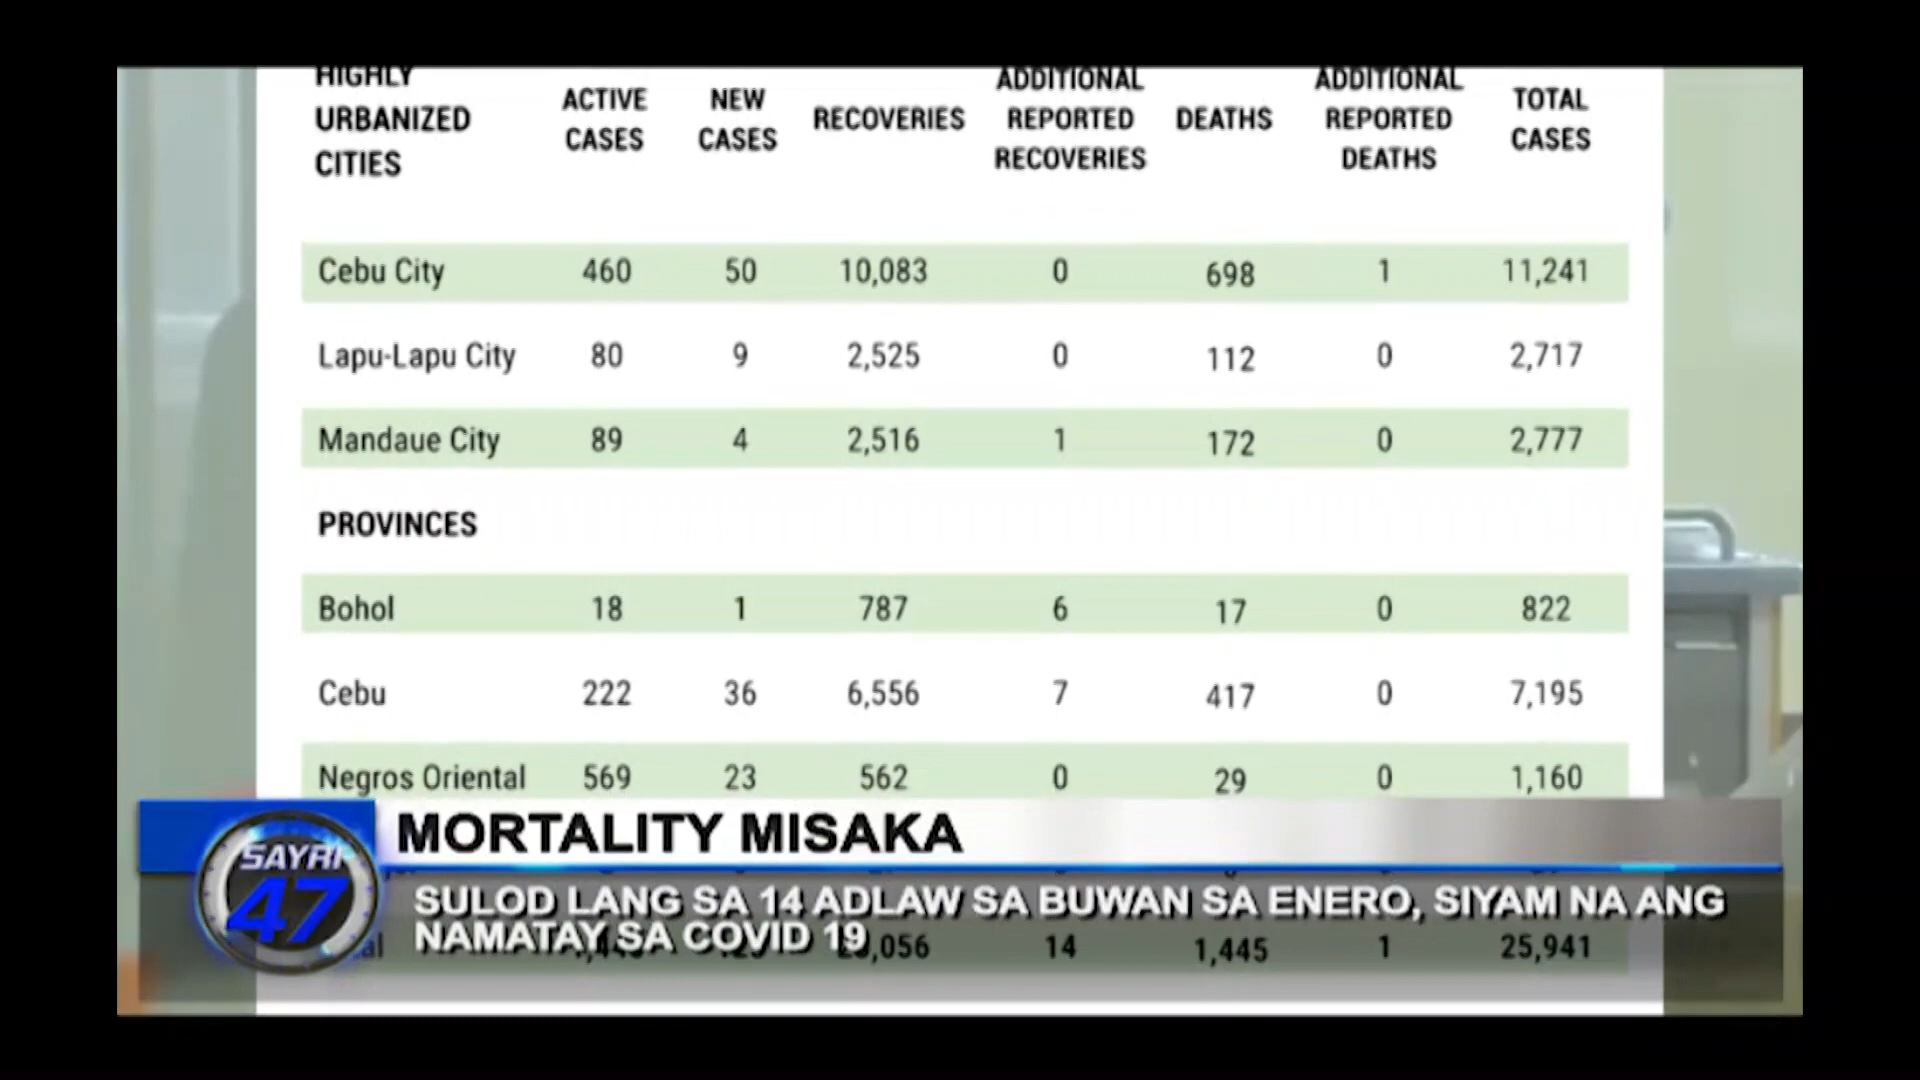 HIGHLY URBANIZED CITIES ACTIVE CASES NEW CASES RECOVERIES ADDITIONAL REPORTED RECOVERIES DEATHS ADDITIONAL REPORTED DEATHS TOTAL CASES
Cebu City 460 50 10,083 0 698 1 11,241
Lapu-Lapu City 80 9 2,525 0 112 0 2,717
Mandaue City 89 4 2,516 1 172 0 2,777
PROVINCES
Bohol 18 1 787 6 17 0 822
Cebu 222 36 6,556 7 417 0 7,195
Negros Oriental 569 23 562 0 29 0 1,160
14 1,445 1 25,941
SAYRI 47
MORTALITY MISAKA
SULOD LANG SA 14 ADLAW SA BUWAN SA ENERO, SIYAM NA ANG
NAMATAY SA COVID 19